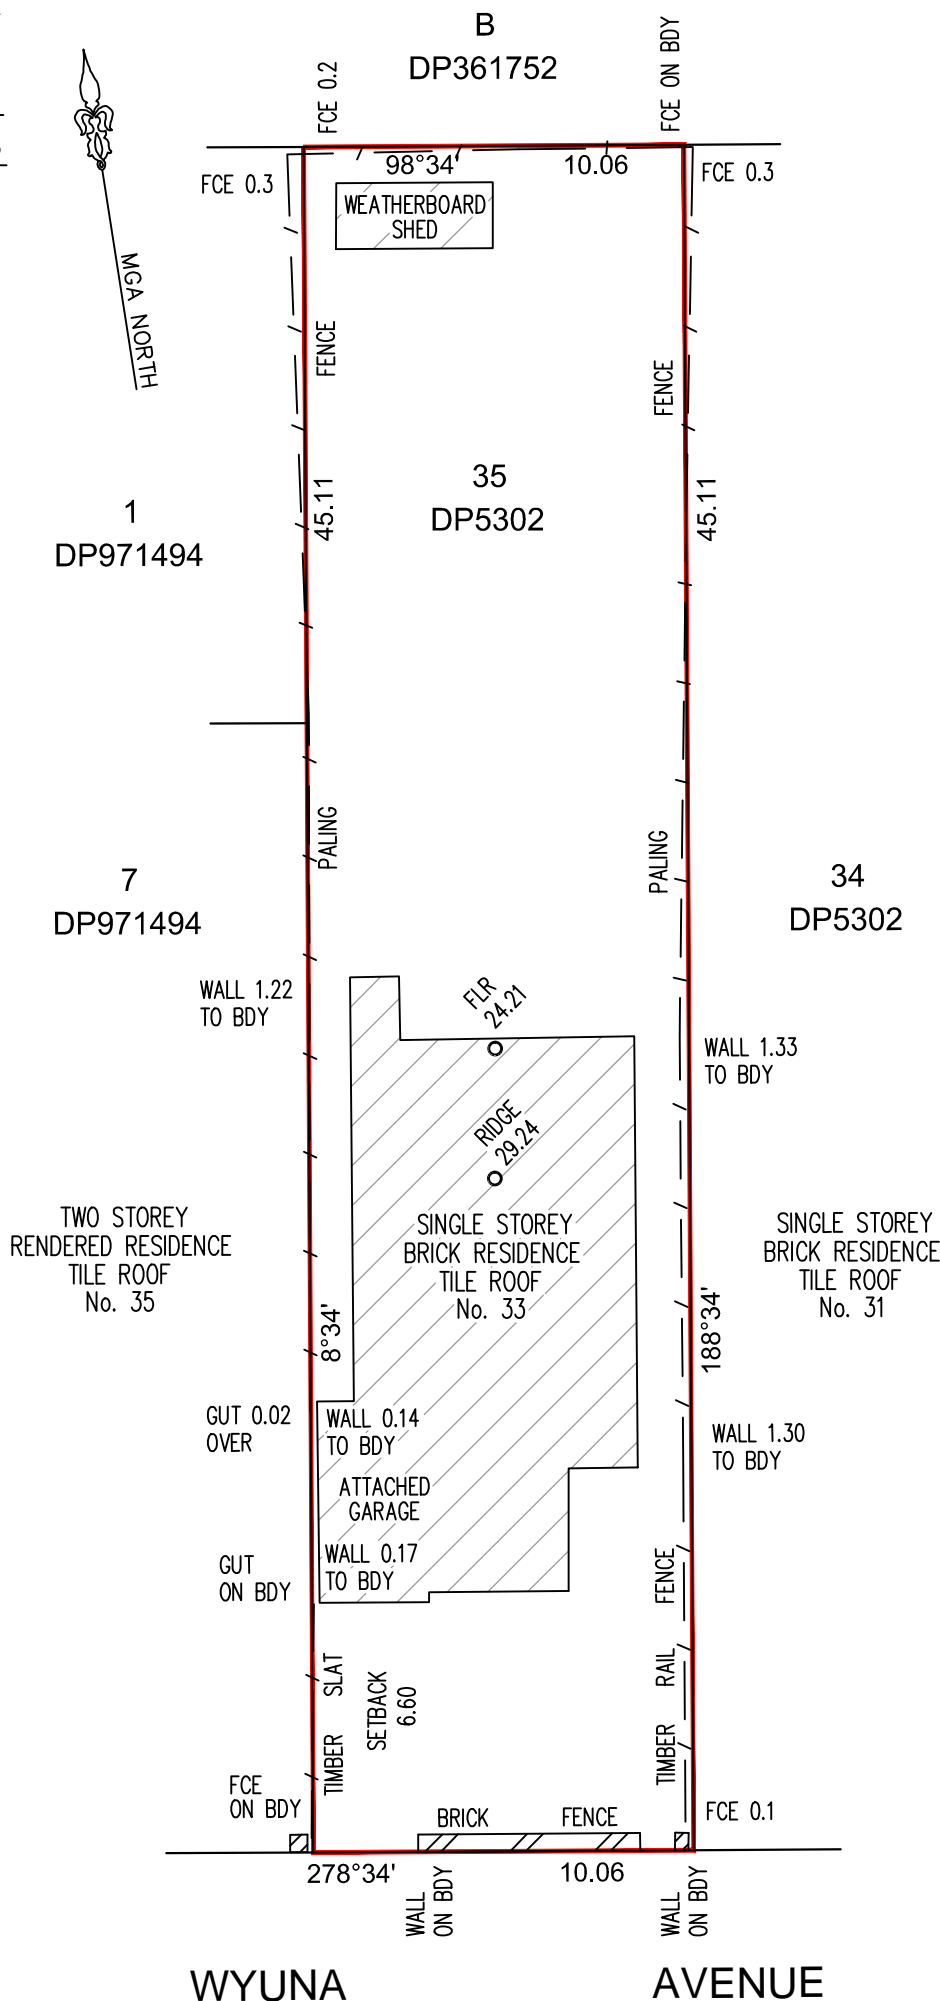 B
DP361752
FCE 0.2
FCE ON BDY
98°34'
10.06
FCE 0.3
FCE 0.3
WEATHERBOARD
SHED
MGA NORTH
FENCE
FENCE
35
DP5302
45.11
45.11
1
DP971494
PALING
PALING
7
DP971494
34
DP5302
WALL 1.22
TO BDY
FLR
24.21
WALL 1.33
TO BDY
RIDGE
29.24
TWO STOREY
RENDERED RESIDENCE
TILE ROOF
No. 35
SINGLE STOREY
BRICK RESIDENCE
TILE ROOF
No. 33
SINGLE STOREY
BRICK RESIDENCE
TILE ROOF
No. 31
8°34'
188°34'
GUT 0.02
OVER
WALL 0.14
TO BDY
WALL 1.30
TO BDY
ATTACHED
GARAGE
GUT
ON BDY
WALL 0.17
TO BDY
TIMBER SLAT
SETBACK
6.60
TIMBER RAIL FENCE
FCE
ON BDY
BRICK FENCE
FCE 0.1
278°34'
10.06
WALL
ON BDY
WALL
ON BDY
WYUNA AVENUE